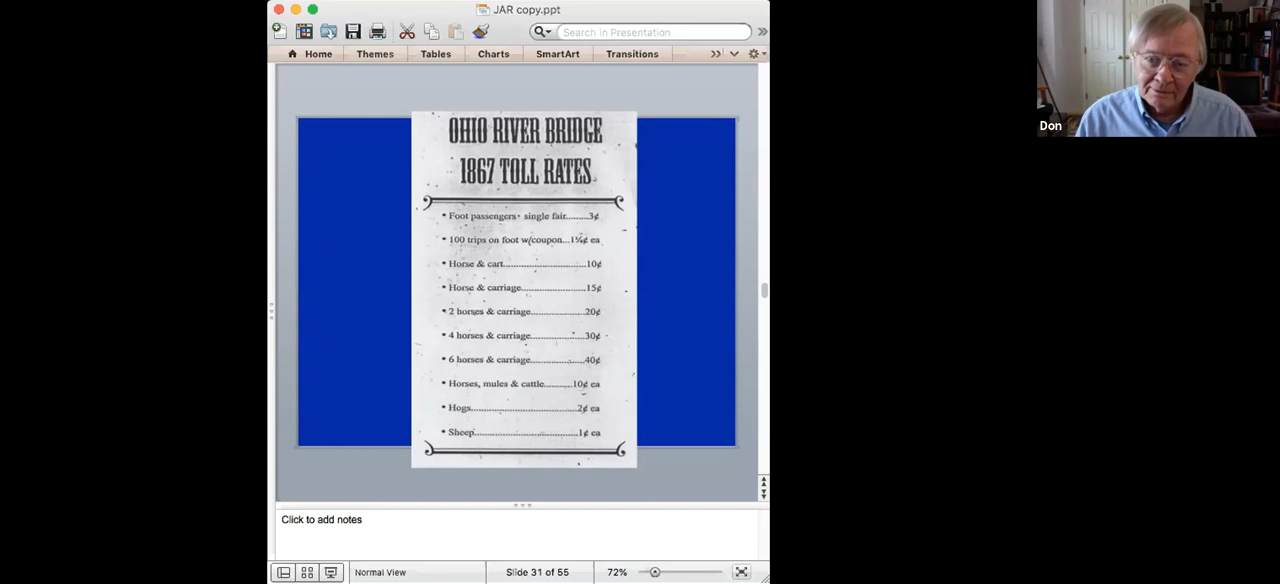 JAR copy.ppt
Search in Presentation
Home Themes Tables Charts SmartArt Transitions
Don
OHIO RIVER BRIDGE
1867 TOLL RATES
• Foot passengers• single fair.........3¢
• 100 trips on foot w/coupon...1¼¢ ea
• Horse & cart................................10¢
• Horse & carriage.........................15¢
• 2 horses & carriage.....................20¢
• 4 horses & carriage.....................30¢
• 6 horses & carriage.....................40¢
• Horses, mules & cattle...........10¢ ea
• Hogs.........................................2¢ ea
• Sheep........................................1¢ ea
Click to add notes
Normal View Slide 31 of 55 72%